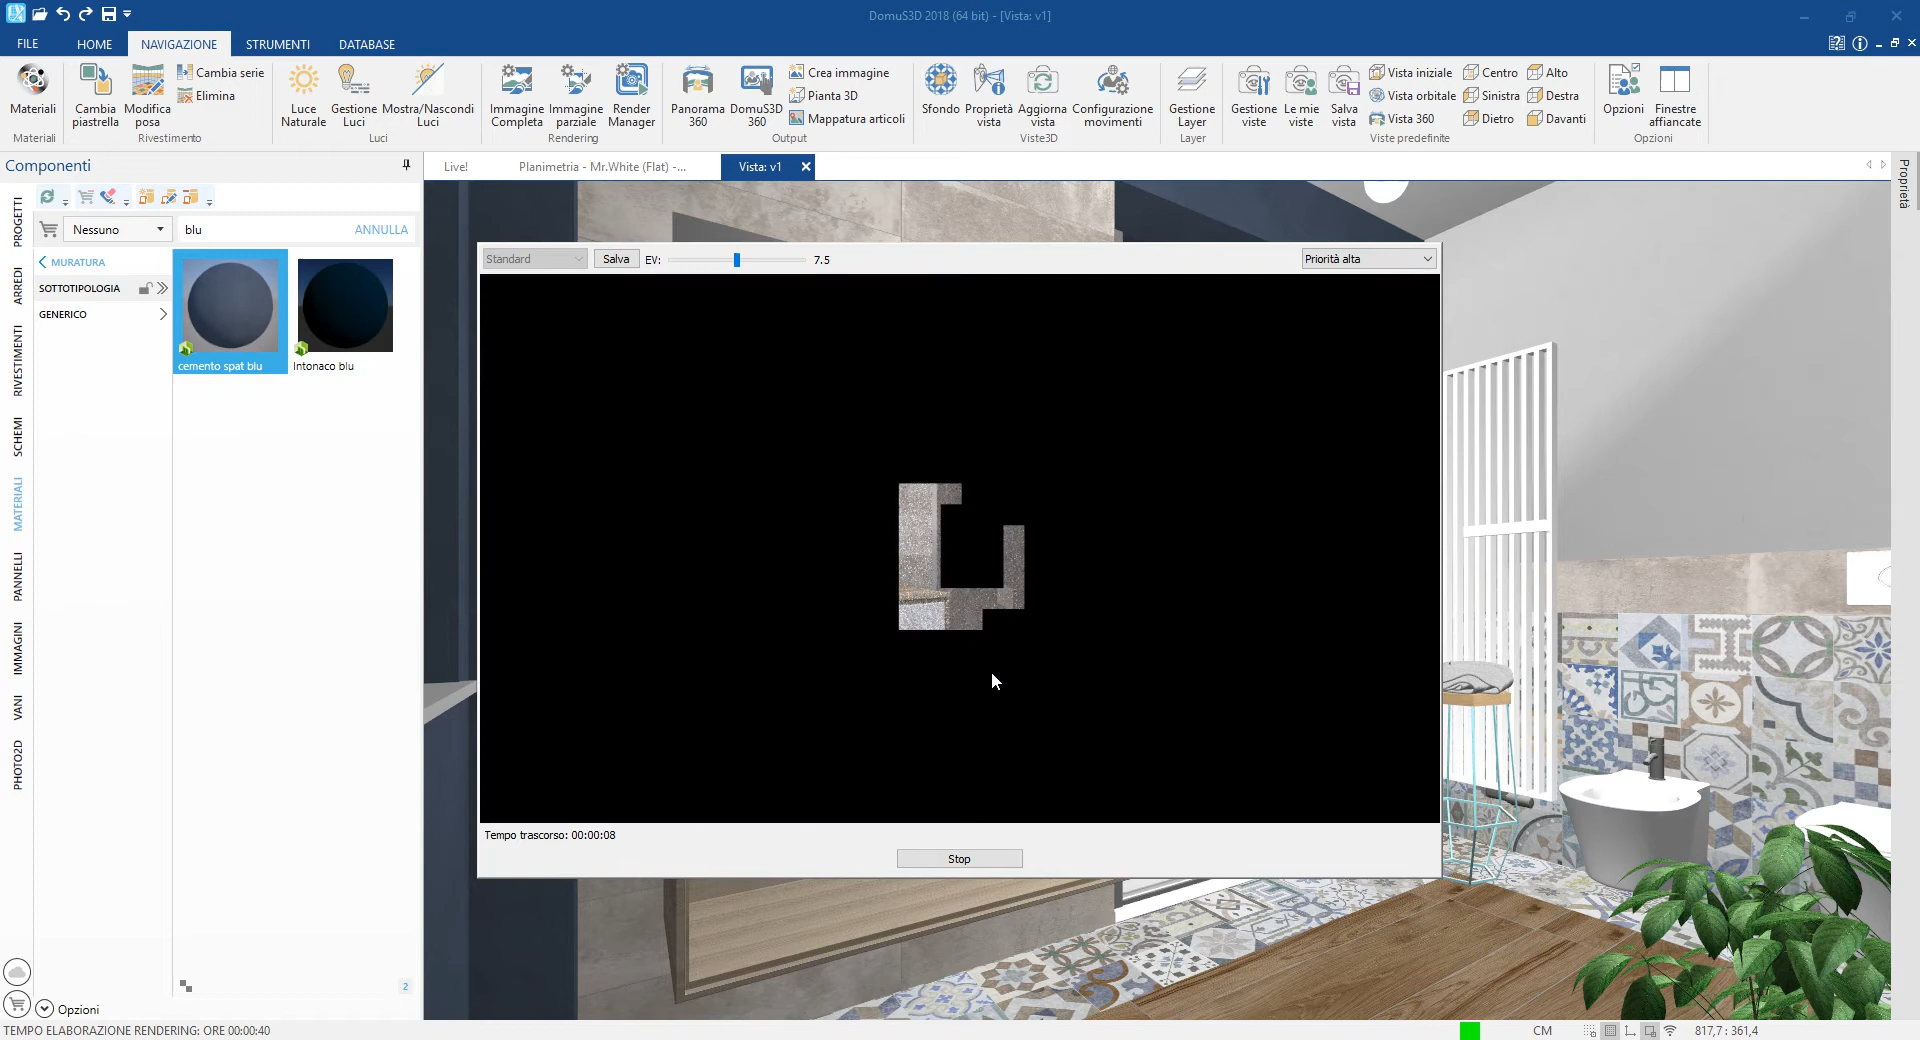 DomuS3D 2018 (64 bit) - [Vista: v1]
FILE
HOME
NAVIGAZIONE
STRUMENTI
DATABASE
Materiali
Cambia piastrella
Modifica posa
Cambia serie
Elimina
Luce Naturale
Gestione Luci
Mostra/Nascondi Luci
Immagine Completa
Immagine parziale
Render Manager
Panorama 360
DomuS3D 360
Crea immagine
Pianta 3D
Mappatura articoli
Sfondo
Proprietà vista
Aggiorna vista
Configurazione movimenti
Gestione Layer
Gestione viste
Le mie viste
Salva vista
Vista iniziale
Vista orbitale
Vista 360
Centro
Sinistra
Dietro
Alto
Destra
Davanti
Opzioni
Finestre affiancate
Materiali
Rivestimento
Luci
Rendering
Output
Viste3D
Layer
Viste predefinite
Opzioni
Componenti
Live!
Planimetria - Mr.White (Flat) -...
Vista: v1
Proprietà
PROGETTI
ARREDI
RIVESTIMENTI
SCHEMI
MATERIALI
PANNELLI
IMMAGINI
VANI
PHOTO2D
Nessuno
blu
ANNULLA
MURATURA
SOTTOTIPOLOGIA
GENERICO
cemento spat blu
Intonaco blu
2
Opzioni
Standard
Salva
EV:
7.5
Priorità alta
Tempo trascorso: 00:00:08
Stop
TEMPO ELABORAZIONE RENDERING: ORE 00:00:40
CM
817,7 : 361,4